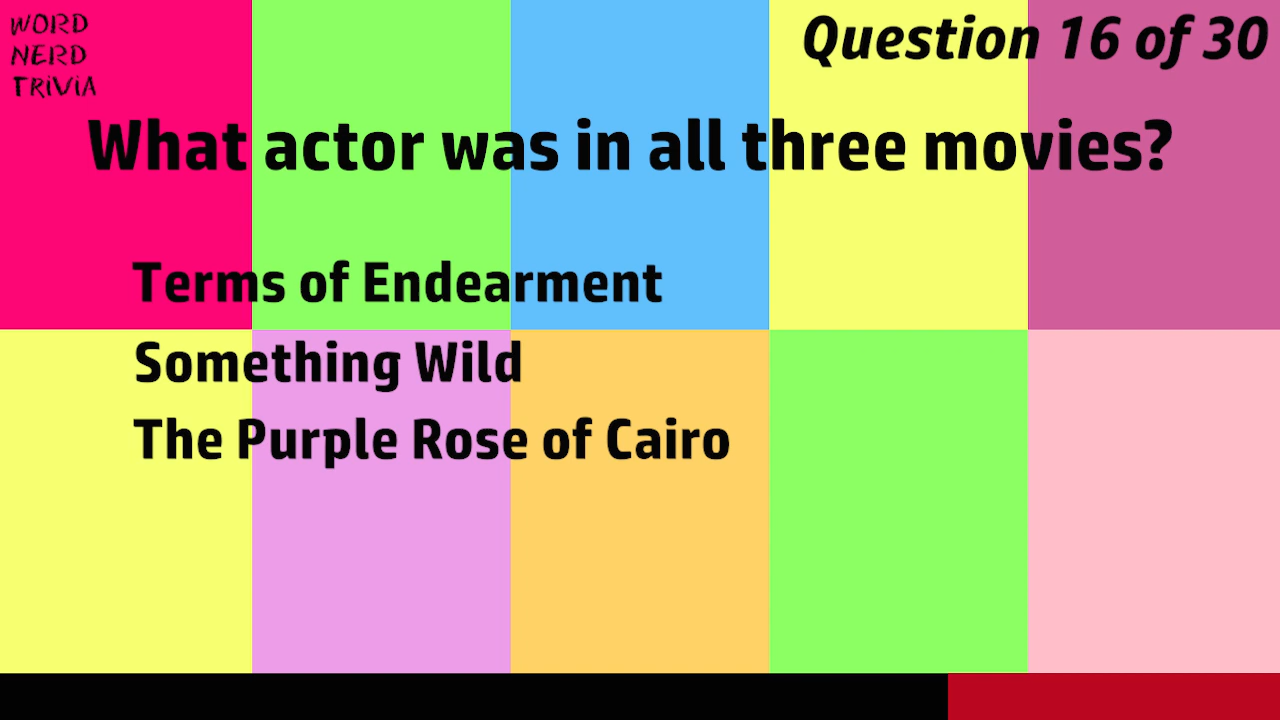 WORD
NERD
TRiViA
Question 16 of 30
What actor was in all three movies?
Terms of Endearment
Something Wild
The Purple Rose of Cairo